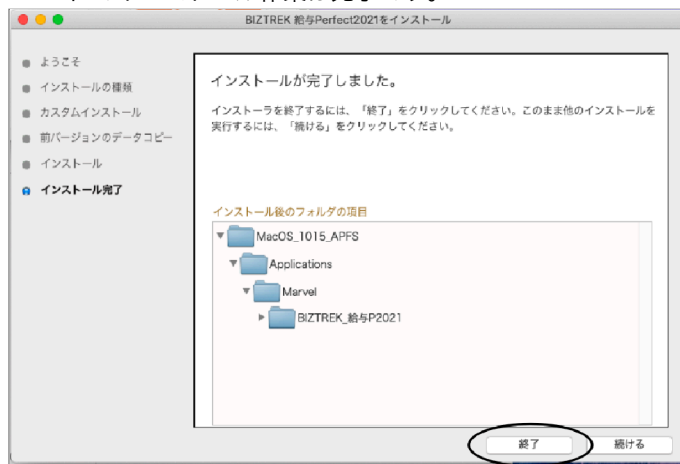 BIZTREK 給与Perfect2021をインストール
ようこそ
インストールの種類
カスタムインストール
前バージョンのデータコピー
インストール
インストール完了
インストールが完了しました。
インストーラを終了するには、「終了」をクリックしてください。このまま他のインストールを
実行するには、「続ける」をクリックしてください。
インストール後のフォルダの項目
MacOS_1015_APFS
Applications
Marvel
BIZTREK_給与P2021
終了
続ける